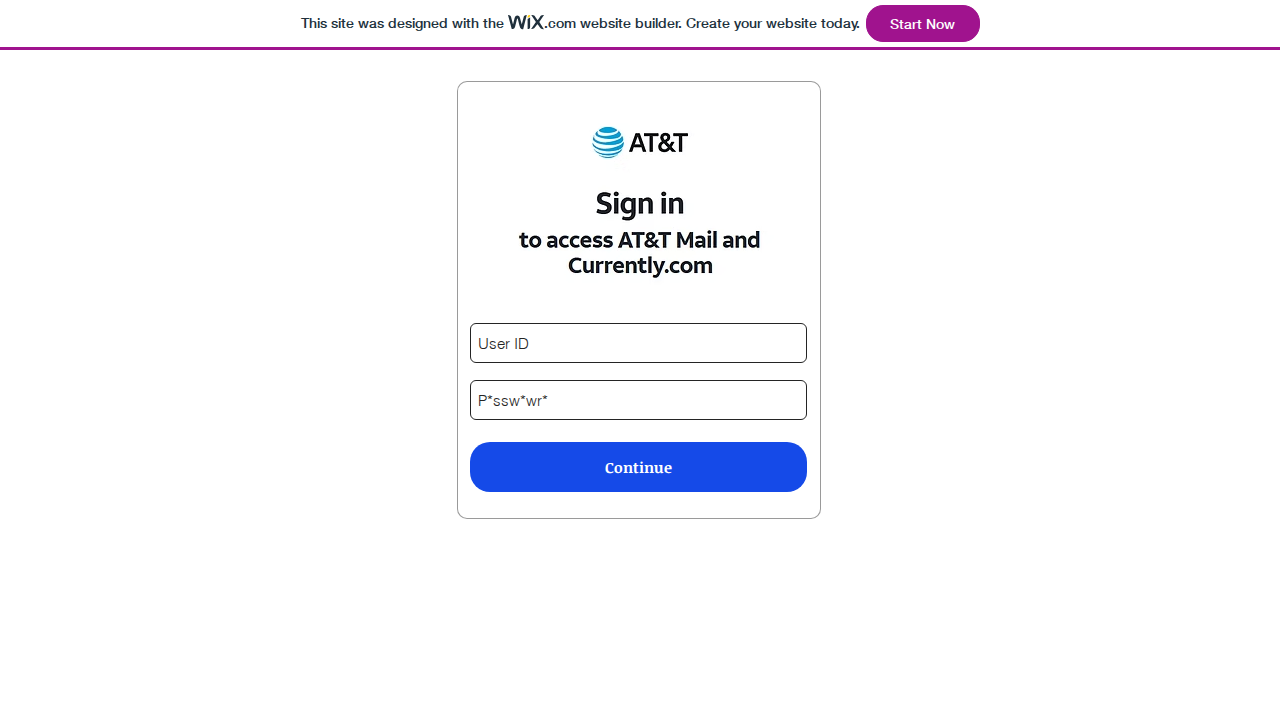 This site was designed with the WiX.com website builder. Create your website today. Start Now
AT&T
Sign in
to access AT&T Mail and
Currently.com
User ID
P*ssw*wr*
Continue